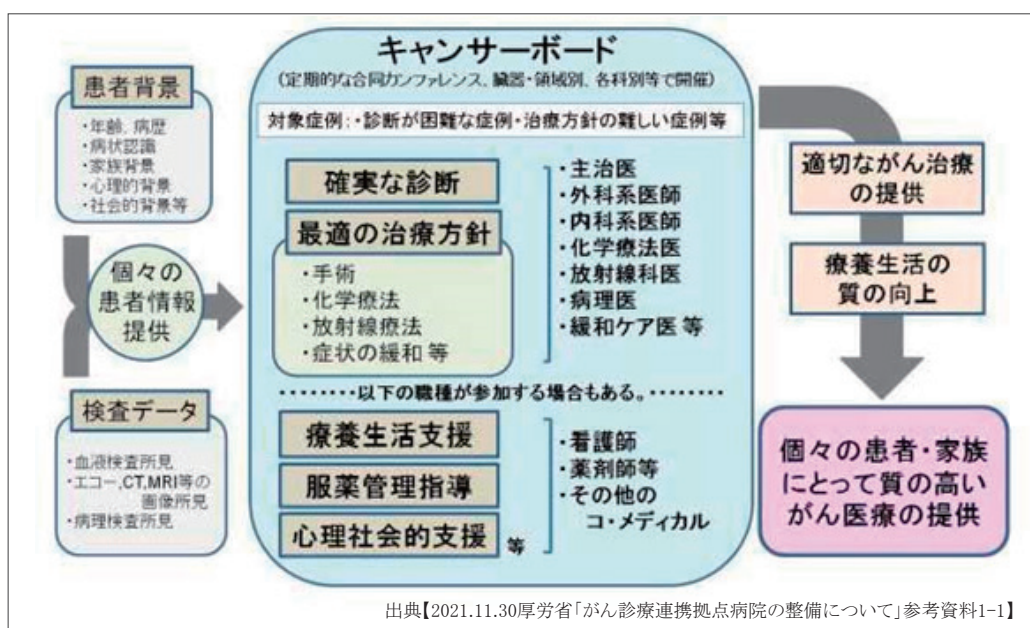 キャンサーボード
(定期的な合同カンファレンス、臓器・領域別、各科別等で開催)
対象症例:・診断が困難な症例・治療方針の難しい症例等
患者背景
・年齢、病歴
・病状認識
・家族背景
・心理的背景
・社会的背景等
個々の
患者情報
提供
検査データ
・血液検査所見
・エコー,CT,MRI等の
画像所見
・病理検査所見
確実な診断
最適の治療方針
・手術
・化学療法
・放射線療法
・症状の緩和 等
・主治医
・外科系医師
・内科系医師
・化学療法医
・放射線科医
・病理医
・緩和ケア医 等
‥‥‥‥以下の職種が参加する場合もある。‥‥‥‥
療養生活支援
服薬管理指導
心理社会的支援 等
・看護師
・薬剤師等
・その他の
コ・メディカル
適切ながん治療
の提供
療養生活の
質の向上
個々の患者・家族
にとって質の高い
がん医療の提供
出典【2021.11.30厚労省「がん診療連携拠点病院の整備について」参考資料1-1】